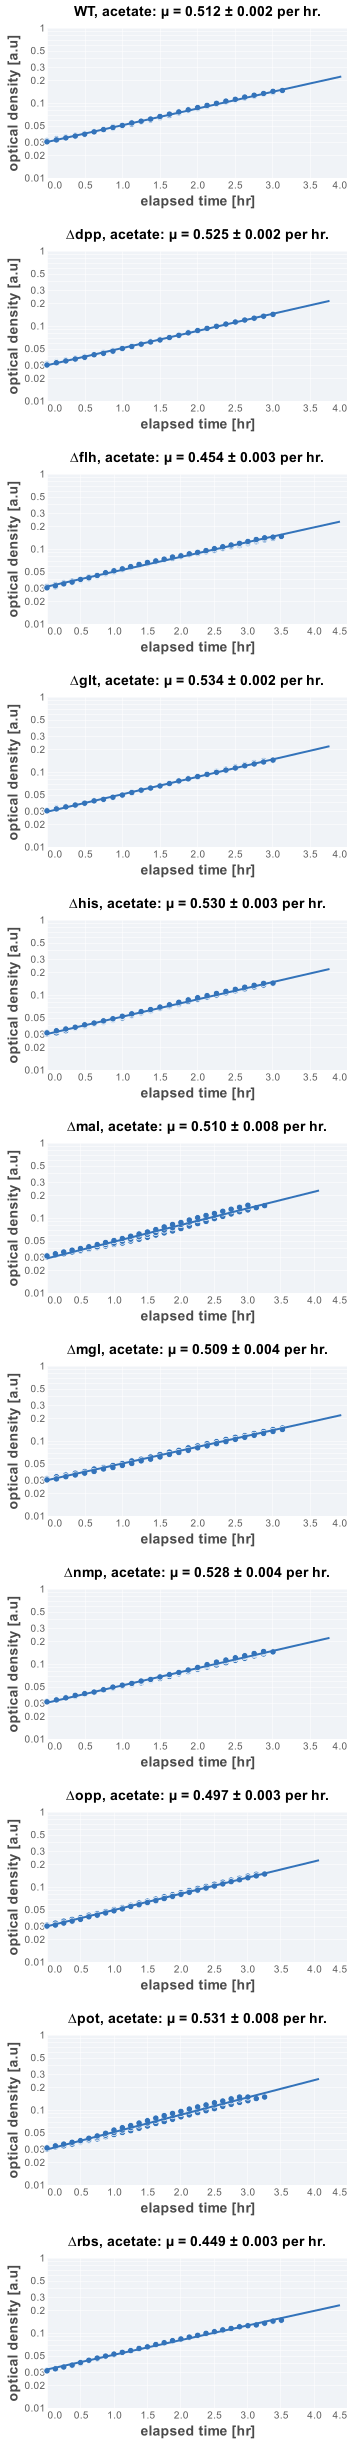 WT, acetate: μ = 0.512 ± 0.002 per hr.
optical density [a.u]
1
0.5
0.3
0.2
0.1
0.05
0.03
0.02
0.01
0.0 0.5 1.0 1.5 2.0 2.5 3.0 3.5 4.0
elapsed time [hr]
Δdpp, acetate: μ = 0.525 ± 0.002 per hr.
optical density [a.u]
1
0.5
0.3
0.2
0.1
0.05
0.03
0.02
0.01
0.0 0.5 1.0 1.5 2.0 2.5 3.0 3.5 4.0
elapsed time [hr]
Δflh, acetate: μ = 0.454 ± 0.003 per hr.
optical density [a.u]
1
0.5
0.3
0.2
0.1
0.05
0.03
0.02
0.01
0.0 0.5 1.0 1.5 2.0 2.5 3.0 3.5 4.0 4.5
elapsed time [hr]
Δglt, acetate: μ = 0.534 ± 0.002 per hr.
optical density [a.u]
1
0.5
0.3
0.2
0.1
0.05
0.03
0.02
0.01
0.0 0.5 1.0 1.5 2.0 2.5 3.0 3.5 4.0
elapsed time [hr]
Δhis, acetate: μ = 0.530 ± 0.003 per hr.
optical density [a.u]
1
0.5
0.3
0.2
0.1
0.05
0.03
0.02
0.01
0.0 0.5 1.0 1.5 2.0 2.5 3.0 3.5 4.0
elapsed time [hr]
Δmal, acetate: μ = 0.510 ± 0.008 per hr.
optical density [a.u]
1
0.5
0.3
0.2
0.1
0.05
0.03
0.02
0.01
0.0 0.5 1.0 1.5 2.0 2.5 3.0 3.5 4.0 4.5
elapsed time [hr]
Δmgl, acetate: μ = 0.509 ± 0.004 per hr.
optical density [a.u]
1
0.5
0.3
0.2
0.1
0.05
0.03
0.02
0.01
0.0 0.5 1.0 1.5 2.0 2.5 3.0 3.5 4.0
elapsed time [hr]
Δnmp, acetate: μ = 0.528 ± 0.004 per hr.
optical density [a.u]
1
0.5
0.3
0.2
0.1
0.05
0.03
0.02
0.01
0.0 0.5 1.0 1.5 2.0 2.5 3.0 3.5 4.0
elapsed time [hr]
Δopp, acetate: μ = 0.497 ± 0.003 per hr.
optical density [a.u]
1
0.5
0.3
0.2
0.1
0.05
0.03
0.02
0.01
0.0 0.5 1.0 1.5 2.0 2.5 3.0 3.5 4.0 4.5
elapsed time [hr]
Δpot, acetate: μ = 0.531 ± 0.008 per hr.
optical density [a.u]
1
0.5
0.3
0.2
0.1
0.05
0.03
0.02
0.01
0.0 0.5 1.0 1.5 2.0 2.5 3.0 3.5 4.0 4.5
elapsed time [hr]
Δrbs, acetate: μ = 0.449 ± 0.003 per hr.
optical density [a.u]
1
0.5
0.3
0.2
0.1
0.05
0.03
0.02
0.01
0.0 0.5 1.0 1.5 2.0 2.5 3.0 3.5 4.0 4.5
elapsed time [hr]